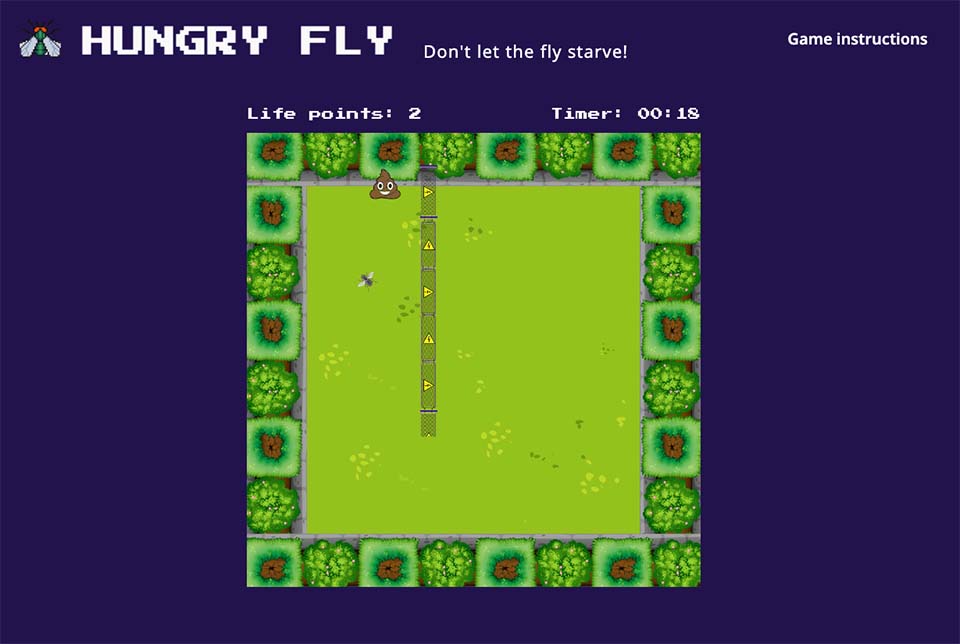 HUNGRY FLY
Don't let the fly starve!
Game instructions
Life points: 2
Timer: 00:18